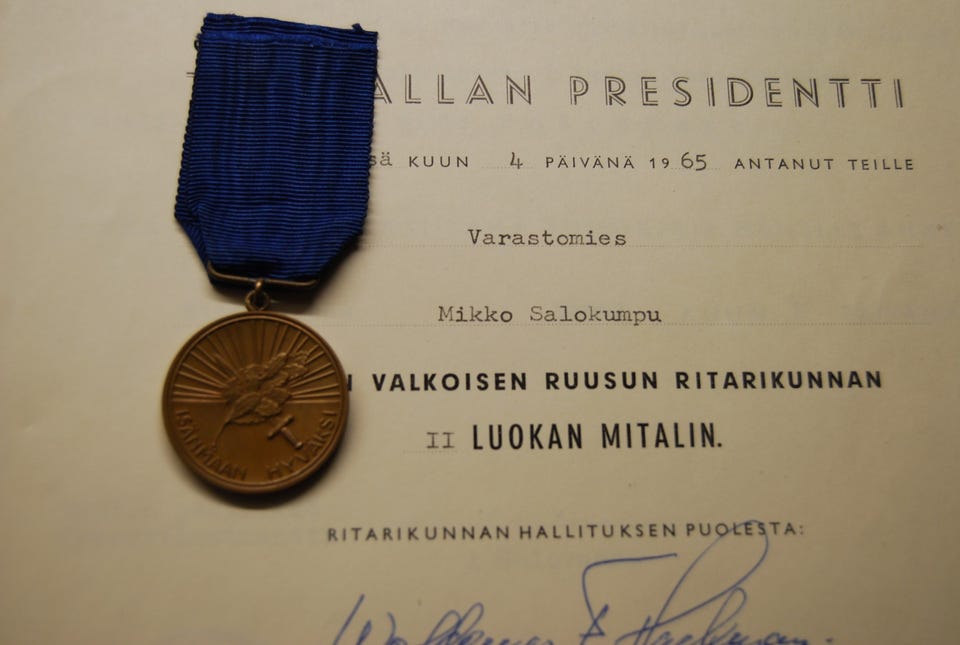 ALLAN PRESIDENTTI
SÄ KUUN 4 PÄIVÄNÄ 1965 ANTANUT TEILLE
Varastomies
Mikko Salokumpu
N VALKOISEN RUUSUN RITARIKUNNAN
II LUOKAN MITALIN.
ISÄNMAAN HYVÄKSI
RITARIKUNNAN HALLITUKSEN PUOLESTA: